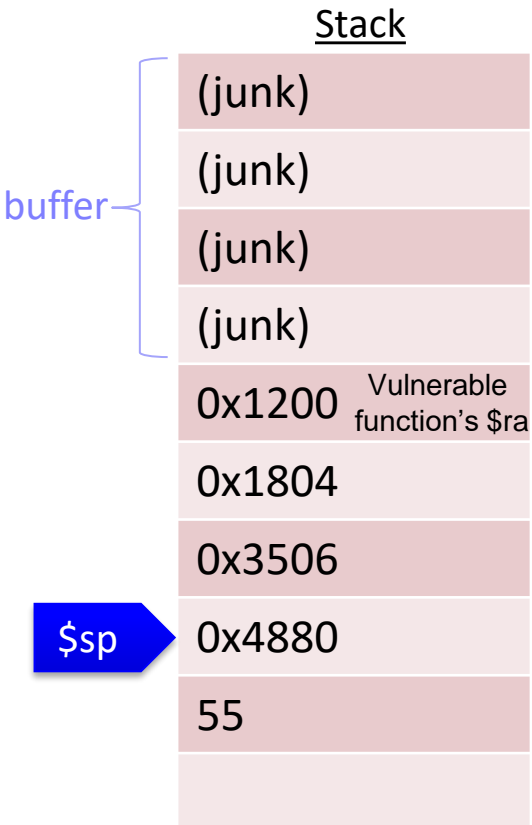 Stack
(junk)
(junk)
buffer
(junk)
(junk)
0x1200 Vulnerable
function's $ra
0x1804
0x3506
$sp 0x4880
55